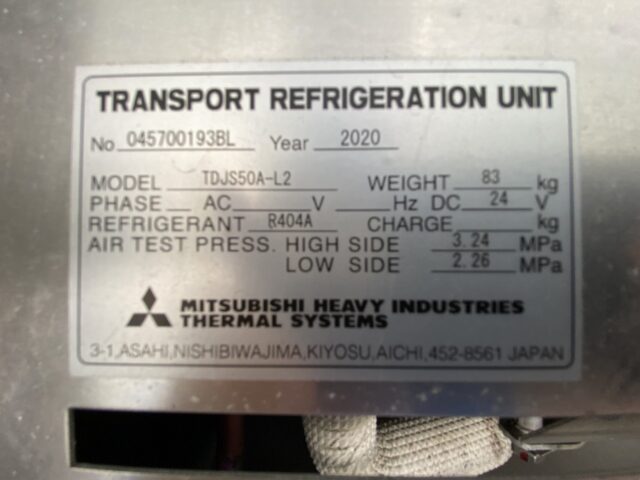 TRANSPORT REFRIGERATION UNIT
No 045700193BL Year 2020
MODEL TDJS50A-L2 WEIGHT 83 kg
PHASE AC V Hz DC 24 V
REFRIGERANT R404A CHARGE kg
AIR TEST PRESS. HIGH SIDE 3.24 MPa
LOW SIDE 2.26 MPa
MITSUBISHI HEAVY INDUSTRIES
THERMAL SYSTEMS
3-1,ASAHI,NISHIBIWAJIMA,KIYOSU,AICHI,452-8561 JAPAN